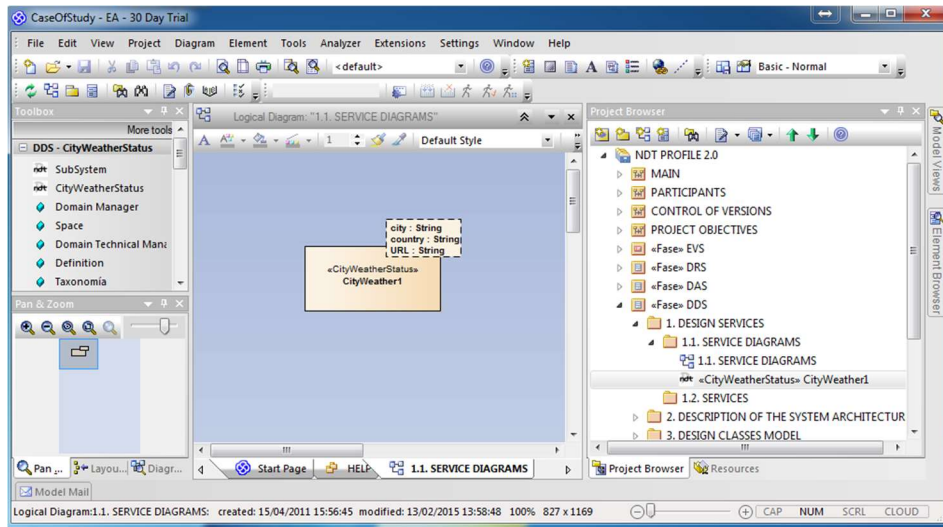 CaseOfStudy - EA - 30 Day Trial
File Edit View Project Diagram Element Tools Analyzer Extensions Settings Window Help
<default>
Basic - Normal
Toolbox
More tools
DDS - CityWeatherStatus
SubSystem
CityWeatherStatus
Domain Manager
Space
Domain Technical Mana
Definition
Taxonomía
Pan & Zoom
Pan ... Layou... Diagr...
Model Mail
Logical Diagram: "1.1. SERVICE DIAGRAMS"
A 1 Default Style
city : String
country : String
URL : String
«CityWeatherStatus»
CityWeather1
Start Page HELP 1.1. SERVICE DIAGRAMS
Project Browser
NDT PROFILE 2.0
MAIN
PARTICIPANTS
CONTROL OF VERSIONS
PROJECT OBJECTIVES
«Fase» EVS
«Fase» DRS
«Fase» DAS
«Fase» DDS
1. DESIGN SERVICES
1.1. SERVICE DIAGRAMS
1.1. SERVICE DIAGRAMS
«CityWeatherStatus» CityWeather1
1.2. SERVICES
2. DESCRIPTION OF THE SYSTEM ARCHITECTUR
3. DESIGN CLASSES MODEL
Project Browser Resources
Model Views
Element Browser
Logical Diagram:1.1. SERVICE DIAGRAMS: created: 15/04/2011 15:56:45 modified: 13/02/2015 13:58:48 100% 827 x 1169 CAP NUM SCRL CLOUD